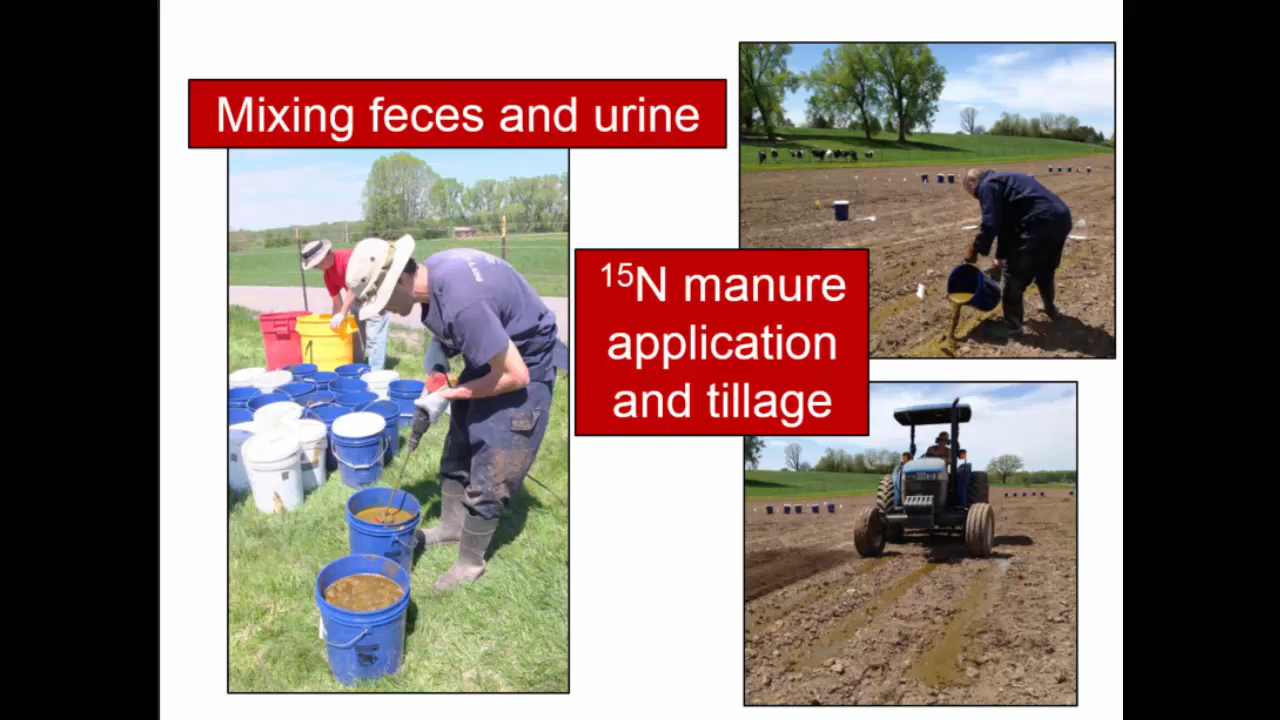 Mixing feces and urine
¹⁵N manure
application
and tillage